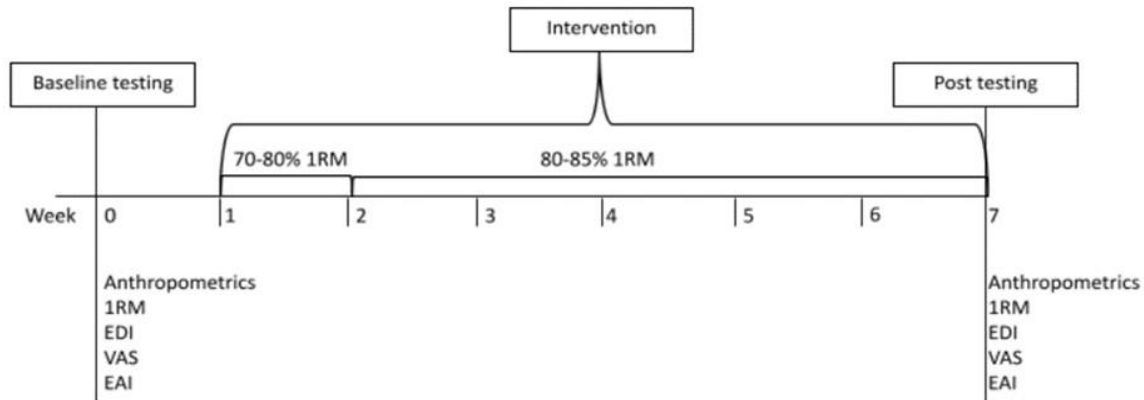 Intervention
Baseline testing
Post testing
70-80% 1RM
80-85% 1RM
Week 0 1 2 3 4 5 6 7
Anthropometrics
1RM
EDI
VAS
EAI
Anthropometrics
1RM
EDI
VAS
EAI